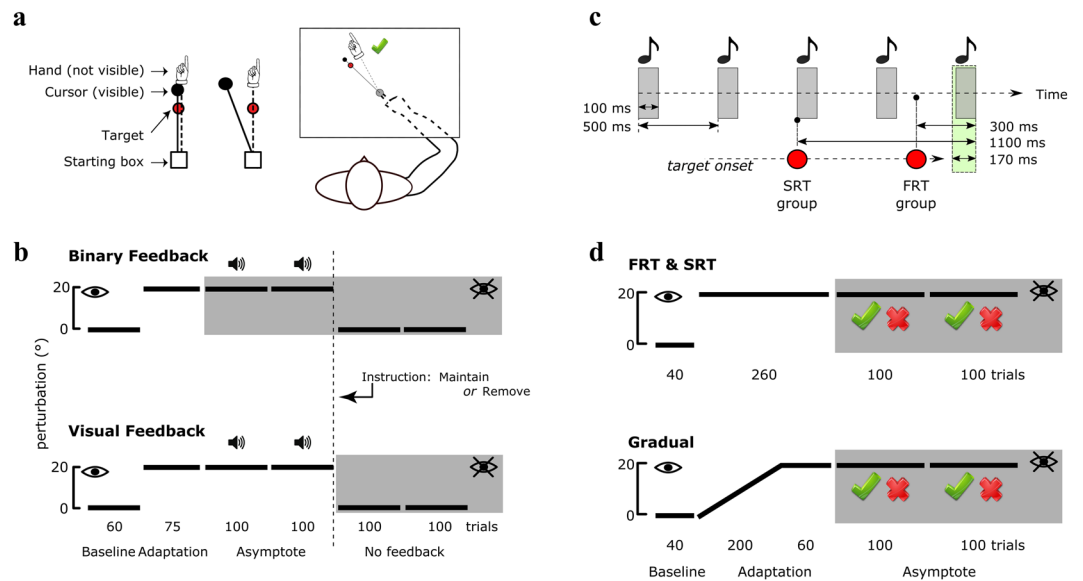 a
Hand (not visible)
Cursor (visible)
Target
Starting box
b
Binary Feedback
20
0
perturbation (°)
Instruction: Maintain
or Remove
Visual Feedback
20
0
60 75 100 100 100 100 trials
Baseline Adaptation Asymptote No feedback
c
Time
100 ms
500 ms
300 ms
1100 ms
170 ms
target onset
SRT
group
FRT
group
d
FRT & SRT
20
0
40 260 100 100 trials
Gradual
20
0
40 200 60 100 100 trials
Baseline Adaptation Asymptote